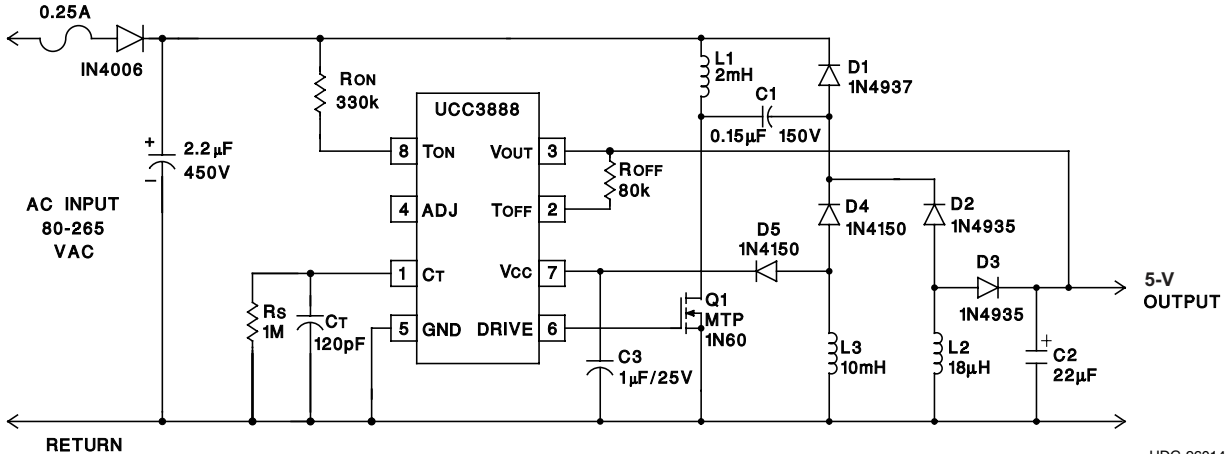 0.25A
IN4006
2.2µF
450V
AC INPUT
80-265
VAC
RON
330k
UCC3888
8 TON
4 ADJ
1 CT
5 GND
VOUT 3
TOFF 2
VCC 7
DRIVE 6
RS
1M
CT
120pF
ROFF
80k
L1
2mH
C1
0.15µF 150V
D1
1N4937
D4
1N4150
D2
1N4935
D5
1N4150
D3
1N4935
Q1
MTP
1N60
C3
1µF/25V
L3
10mH
L2
18µH
C2
22µF
5-V
OUTPUT
RETURN